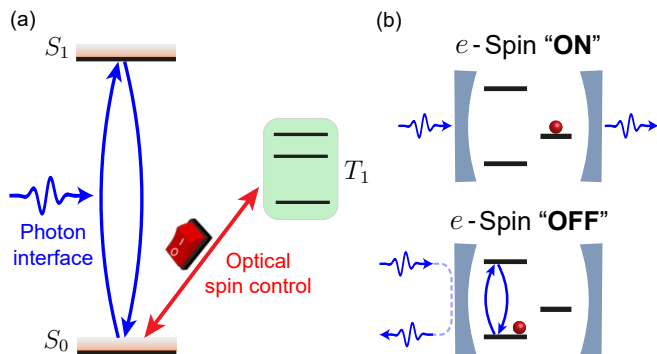 (a)
S₁
T₁
Photon
interface
Optical
spin control
S₀
I
O
(b)
e - Spin “ON”
e - Spin “OFF”